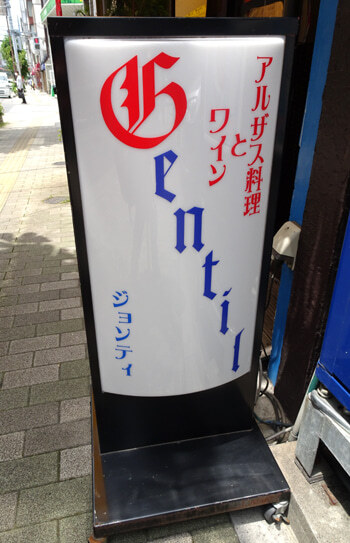 アルザス料理
と
ワイン
Gentil
ジョンティ